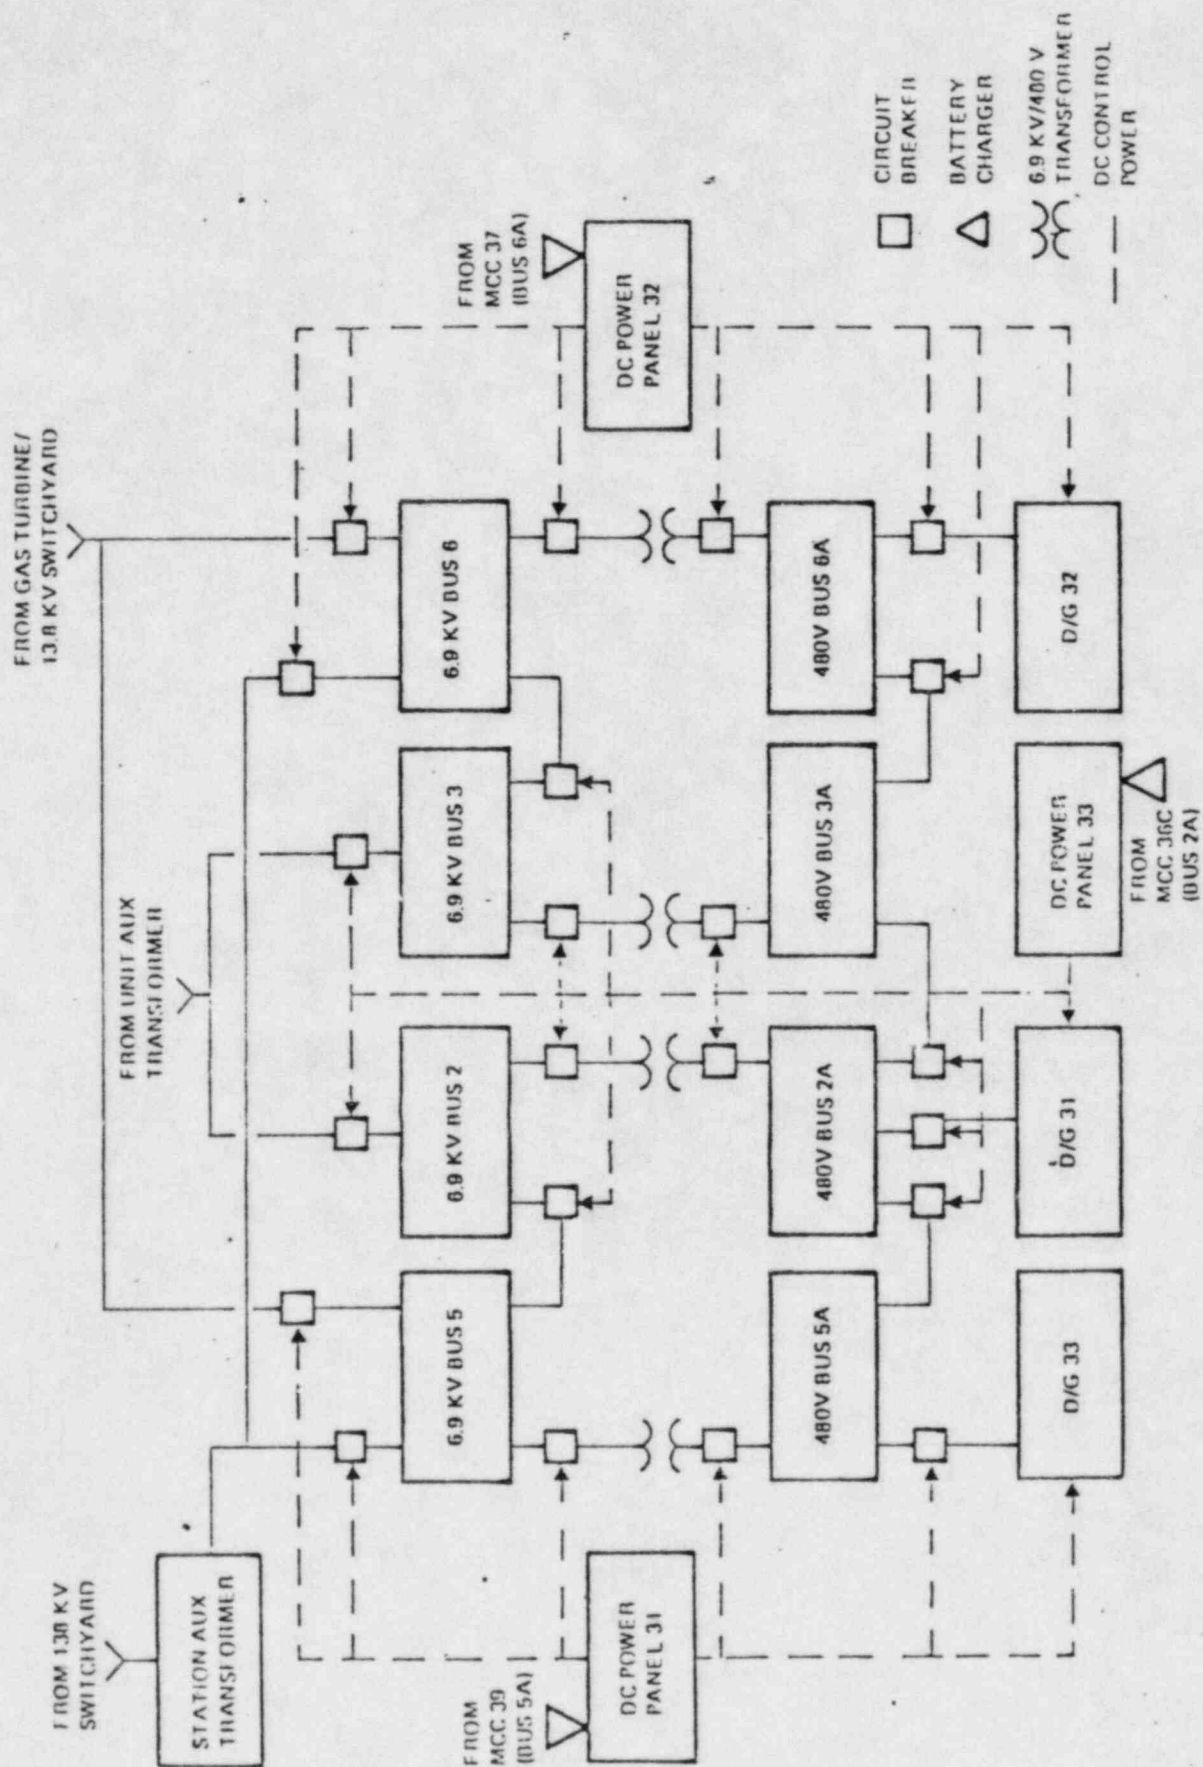 FROM 138 KV
SWITCHYARD
STATION AUX
TRANSFORMER
FROM UNIT AUX
TRANSFORMER
FROM GAS TURBINE/
13.8 KV SWITCHYARD
6.9 KV BUS 5
6.9 KV BUS 2
6.9 KV BUS 3
6.9 KV BUS 6
FROM
MCC 39
(BUS 5A)
DC POWER
PANEL 31
FROM
MCC 37
(BUS 6A)
DC POWER
PANEL 32
480V BUS 5A
480V BUS 2A
480V BUS 3A
480V BUS 6A
D/G 33
D/G 31
DC POWER
PANEL 33
D/G 32
FROM
MCC 36C
(BUS 2A)
CIRCUIT
BREAKER
BATTERY
CHARGER
6.9 KV/480 V
TRANSFORMER
DC CONTROL
POWER